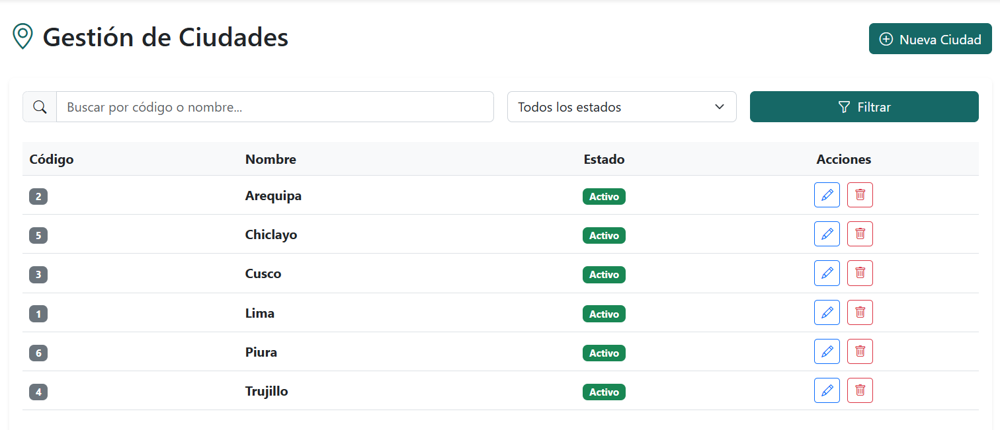 Gestión de Ciudades
Nueva Ciudad
Buscar por código o nombre...
Todos los estados
Filtrar
Código Nombre Estado Acciones
2 Arequipa Activo
5 Chiclayo Activo
3 Cusco Activo
1 Lima Activo
6 Piura Activo
4 Trujillo Activo